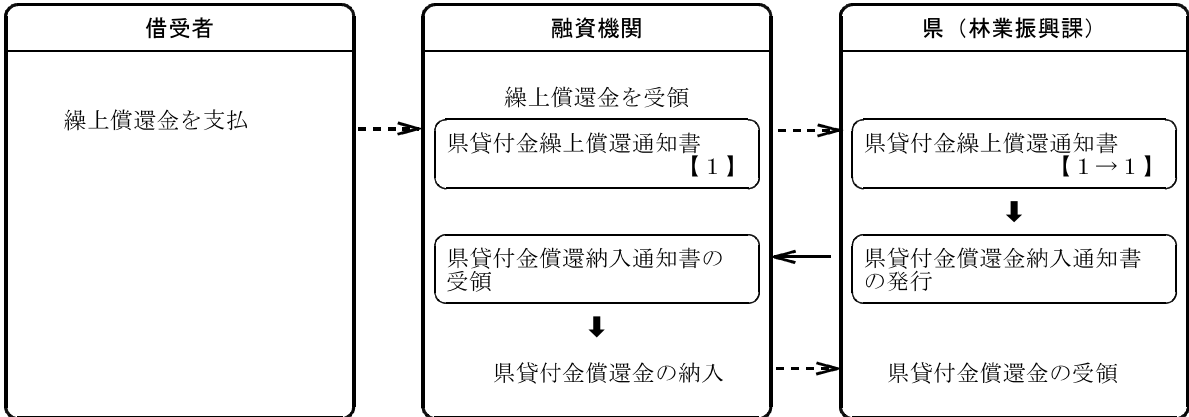 借受者
繰上償還金を支払
融資機関
繰上償還金を受領
県貸付金繰上償還通知書
【１】
県貸付金償還納入通知書の
受領
県貸付金償還金の納入
県（林業振興課）
県貸付金繰上償還通知書
【１→１】
県貸付金償還金納入通知書
の発行
県貸付金償還金の受領